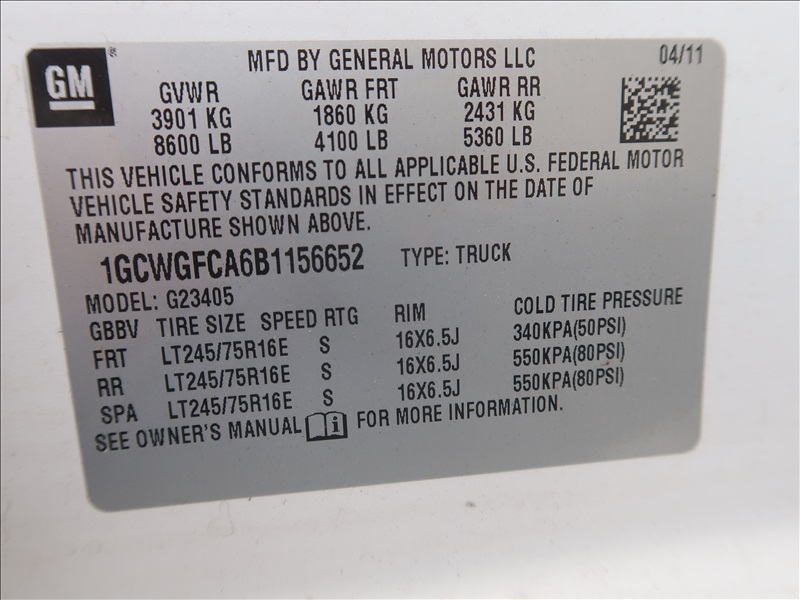 GM
MFD BY GENERAL MOTORS LLC 04/11
GVWR GAWR FRT GAWR RR
3901 KG 1860 KG 2431 KG
8600 LB 4100 LB 5360 LB
THIS VEHICLE CONFORMS TO ALL APPLICABLE U.S. FEDERAL MOTOR
VEHICLE SAFETY STANDARDS IN EFFECT ON THE DATE OF
MANUFACTURE SHOWN ABOVE.
1GCWGFCA6B1156652 TYPE: TRUCK
MODEL: G23405
GBBV TIRE SIZE SPEED RTG RIM COLD TIRE PRESSURE
FRT LT245/75R16E S 16X6.5J 340KPA(50PSI)
RR LT245/75R16E S 16X6.5J 550KPA(80PSI)
SPA LT245/75R16E S 16X6.5J 550KPA(80PSI)
SEE OWNER'S MANUAL i FOR MORE INFORMATION.